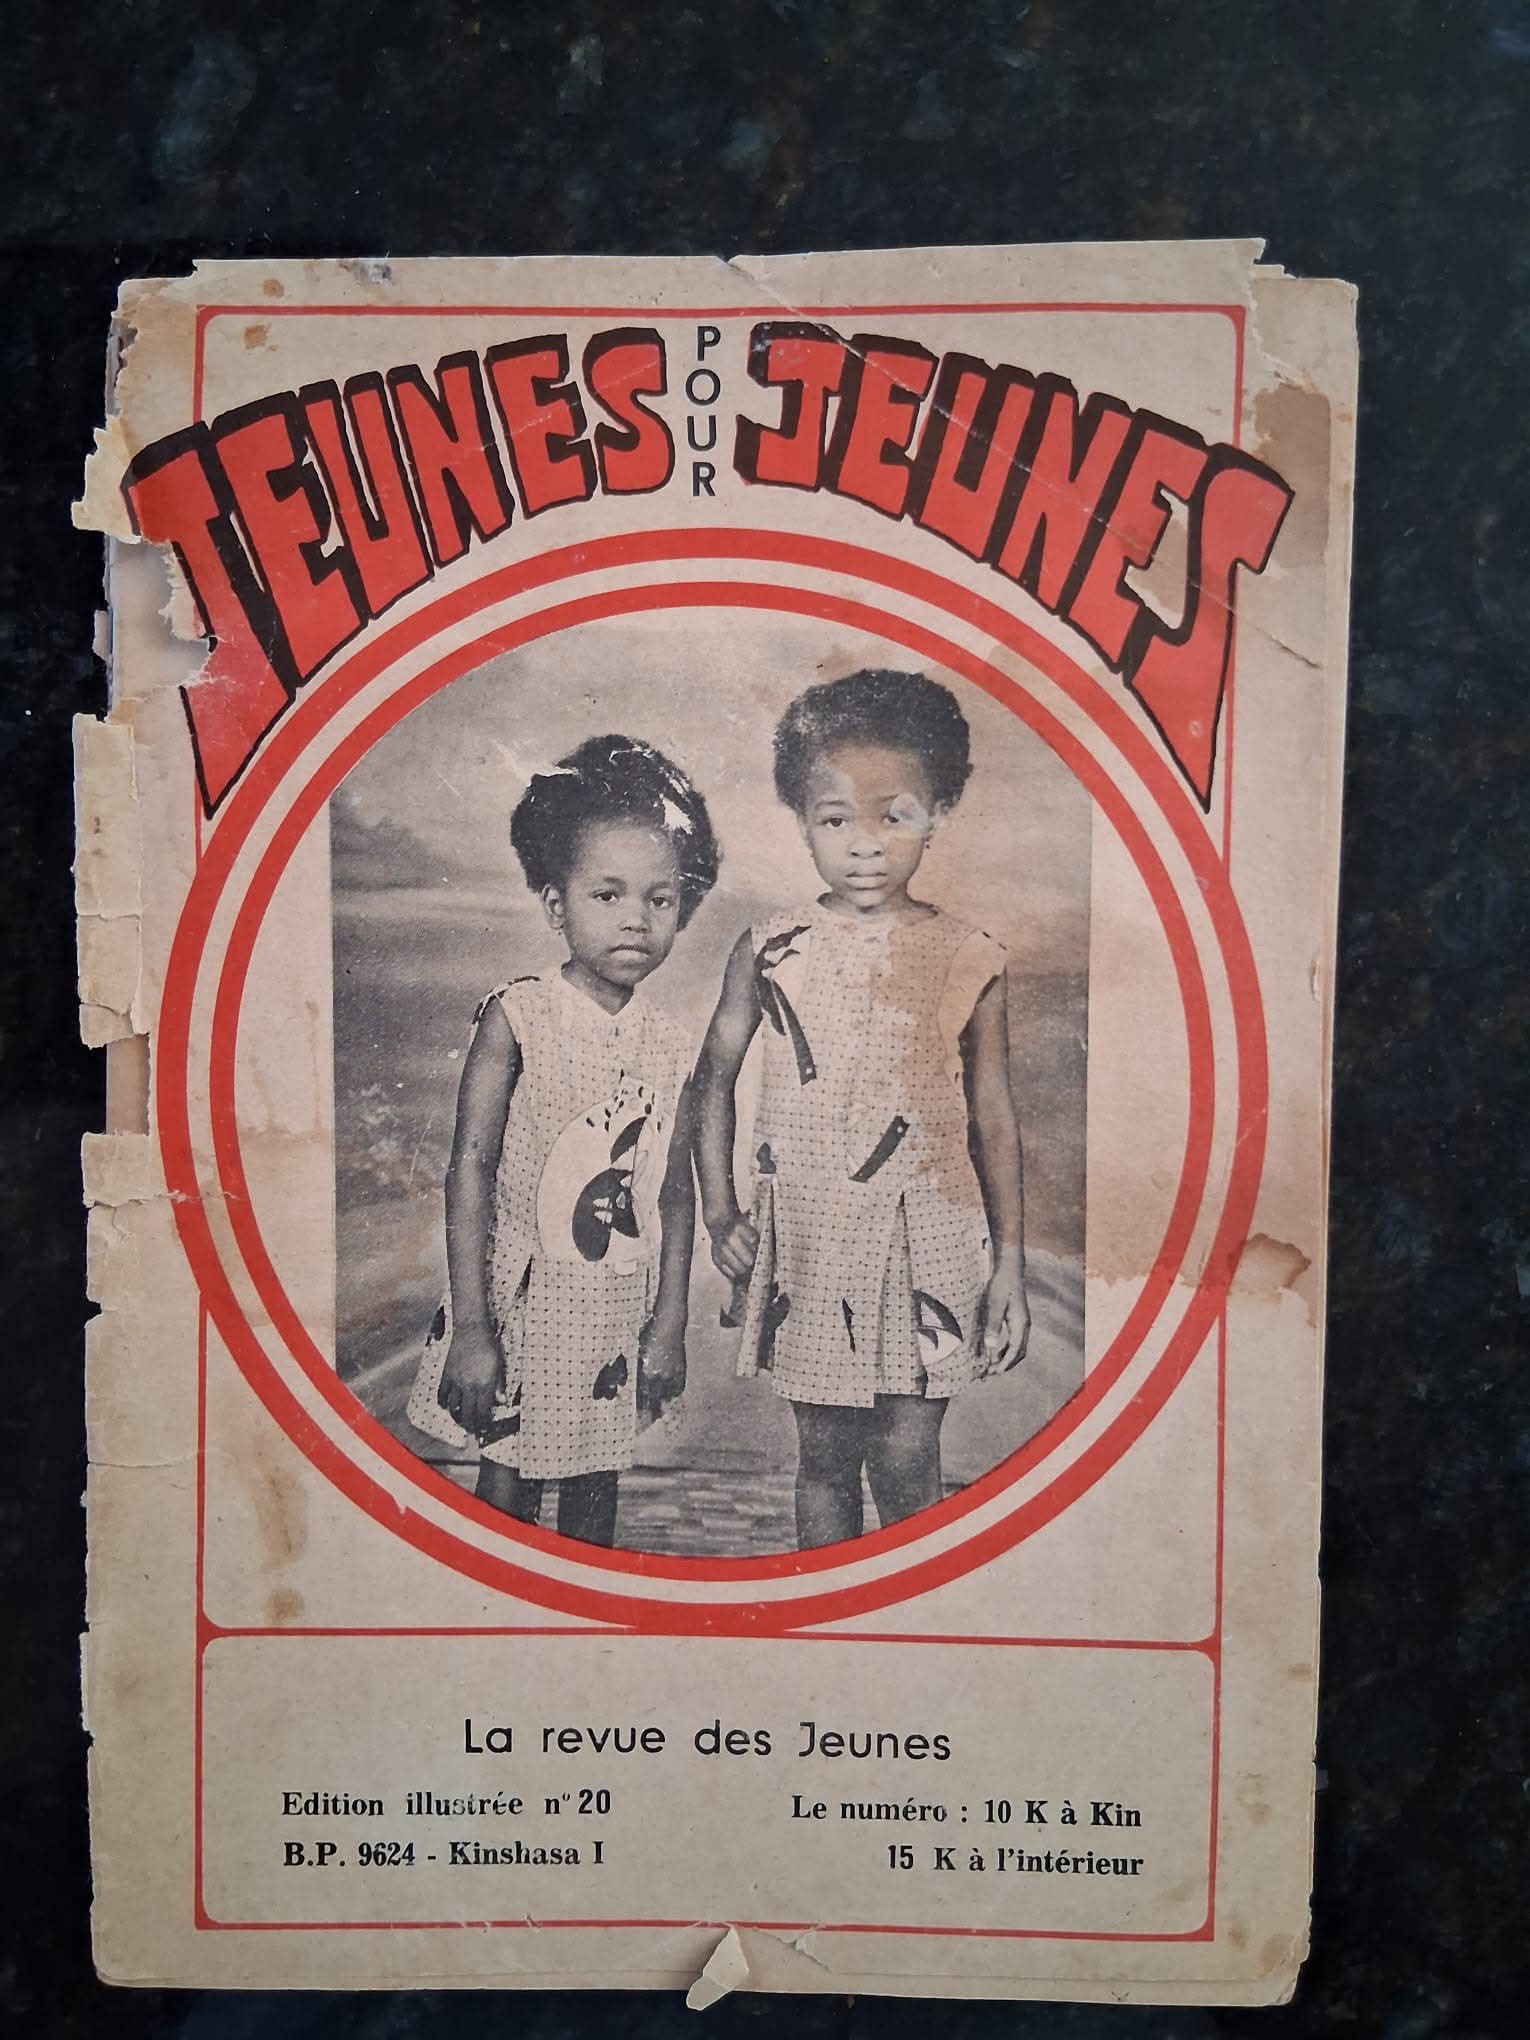 JEUNES POUR JEUNES
La revue des Jeunes
Edition illustrée n° 20
B.P. 9624 - Kinshasa I
Le numéro : 10 K à Kin
15 K à l'intérieur